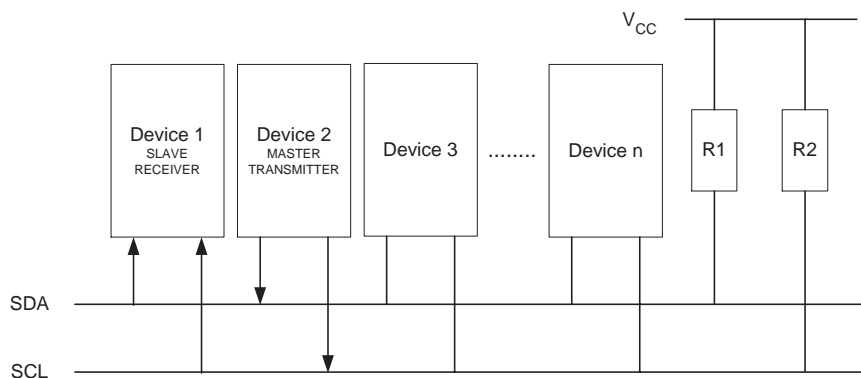 VCC
Device 1
SLAVE
RECEIVER
Device 2
MASTER
TRANSMITTER
Device 3
........
Device n
R1
R2
SDA
SCL